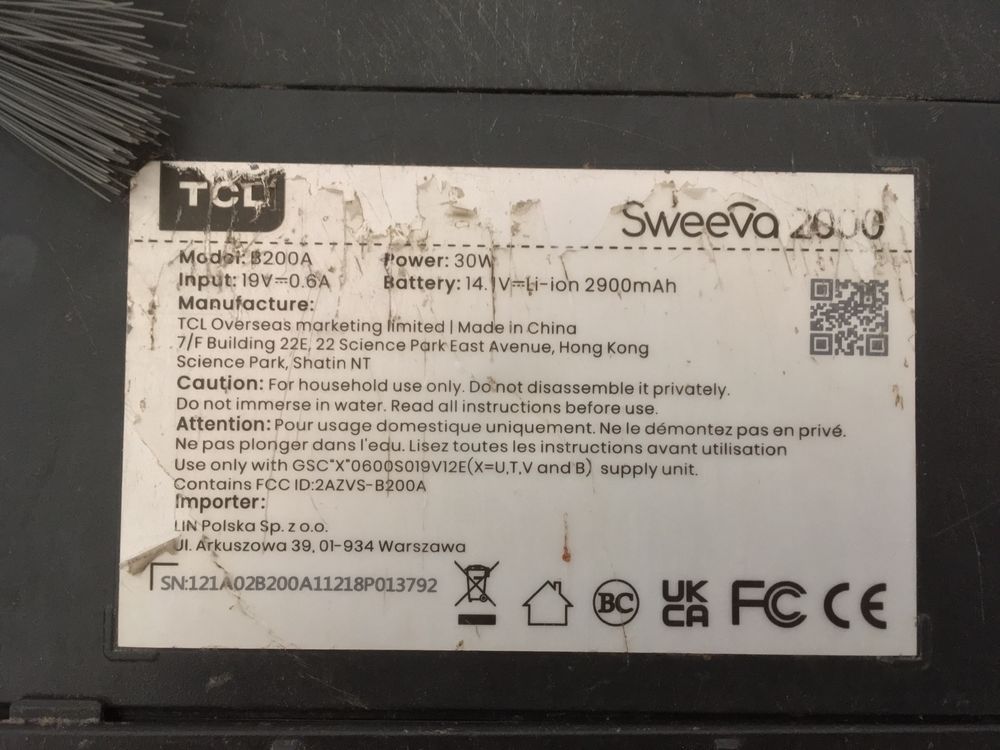 TCL
Sweeva 2000
Model: B200A
Power: 30W
Input: 19V⎓0.6A
Battery: 14.1V⎓Li-ion 2900mAh
Manufacture:
TCL Overseas marketing limited | Made in China
7/F Building 22E, 22 Science Park East Avenue, Hong Kong
Science Park, Shatin NT
Caution: For household use only. Do not disassemble it privately.
Do not immerse in water. Read all instructions before use.
Attention: Pour usage domestique uniquement. Ne le démontez pas en privé.
Ne pas plonger dans l'edu. Lisez toutes les instructions avant utilisation
Use only with GSC"X"0600S019V12E(X=U,T,V and B) supply unit.
Contains FCC ID:2AZVS-B200A
Importer:
LIN Polska Sp. z o.o.
Ul. Arkuszowa 39, 01-934 Warszawa
SN:121A02B200A11218P013792
BC
UK
CA
FC
CE